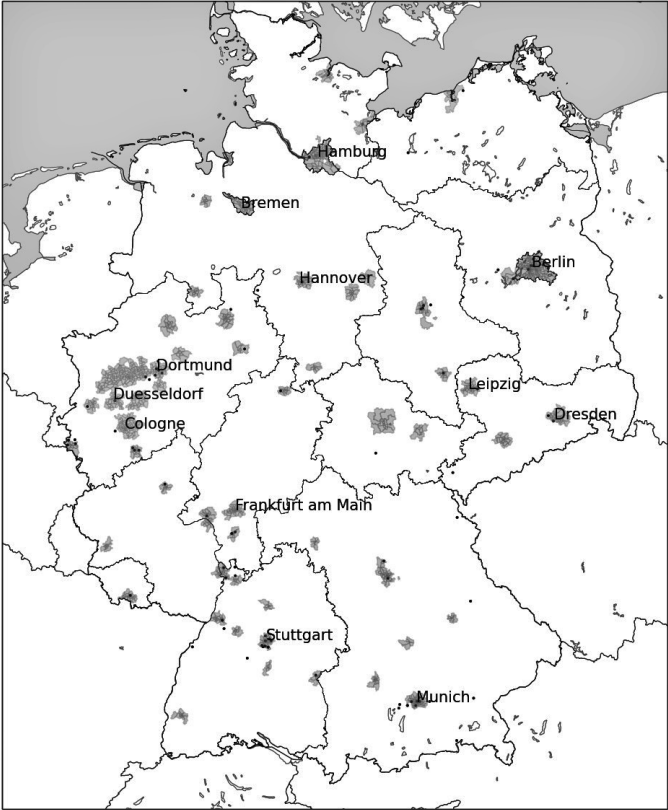 Hamburg
Bremen
Berlin
Hannover
Dortmund
Leipzig
Duesseldorf
Dresden
Cologne
Frankfurt am Main
Stuttgart
Munich